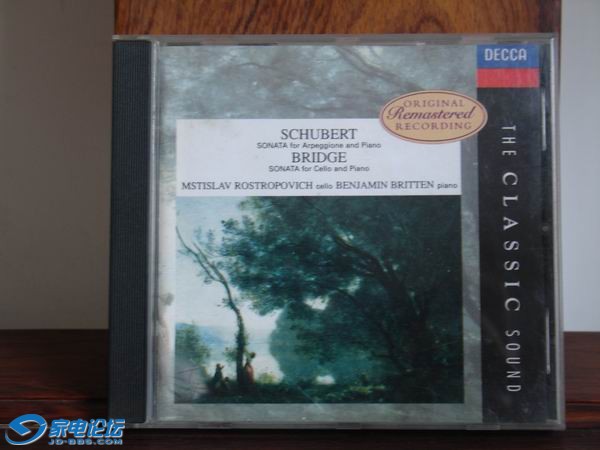 DECCA
ORIGINAL
Remastered
RECORDING
SCHUBERT
SONATA for Arpeggione and Piano
BRIDGE
SONATA for Cello and Piano
MSTISLAV ROSTROPOVICH cello BENJAMIN BRITTEN piano
THE CLASSIC SOUND
家电论坛
JD-BBS.COM